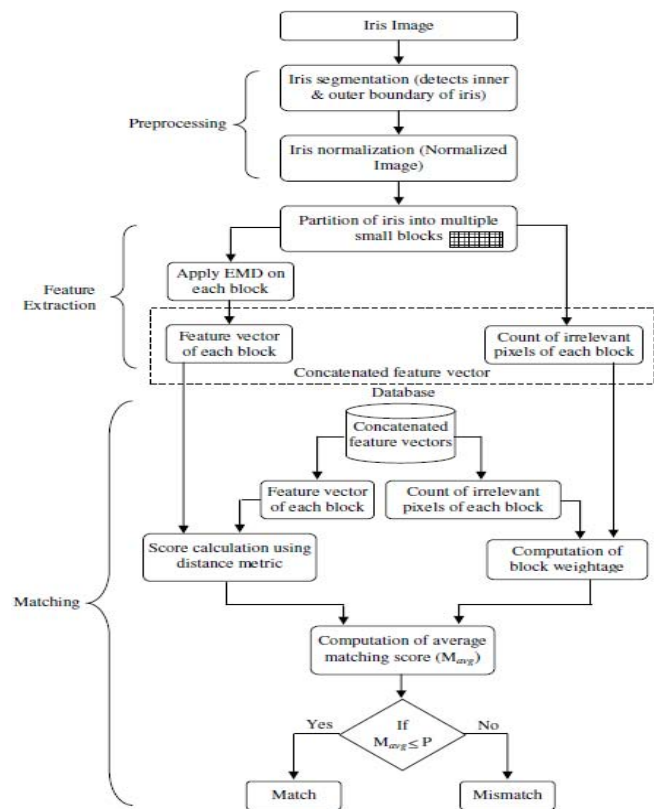 Iris Image
Iris segmentation (detects inner
& outer boundary of iris)
Preprocessing
Iris normalization (Normalized
Image)
Partition of iris into multiple
small blocks
Apply EMD on
each block
Feature
Extraction
Feature vector
of each block
Count of irrelevant
pixels of each block
Concatenated feature vector
Database
Concatenated
feature vectors
Feature vector
of each block
Count of irrelevant
pixels of each block
Score calculation using
distance metric
Computation of
block weightage
Matching
Computation of average
matching score (Mavg)
Yes
If
Mavg ≤ P
No
Match
Mismatch